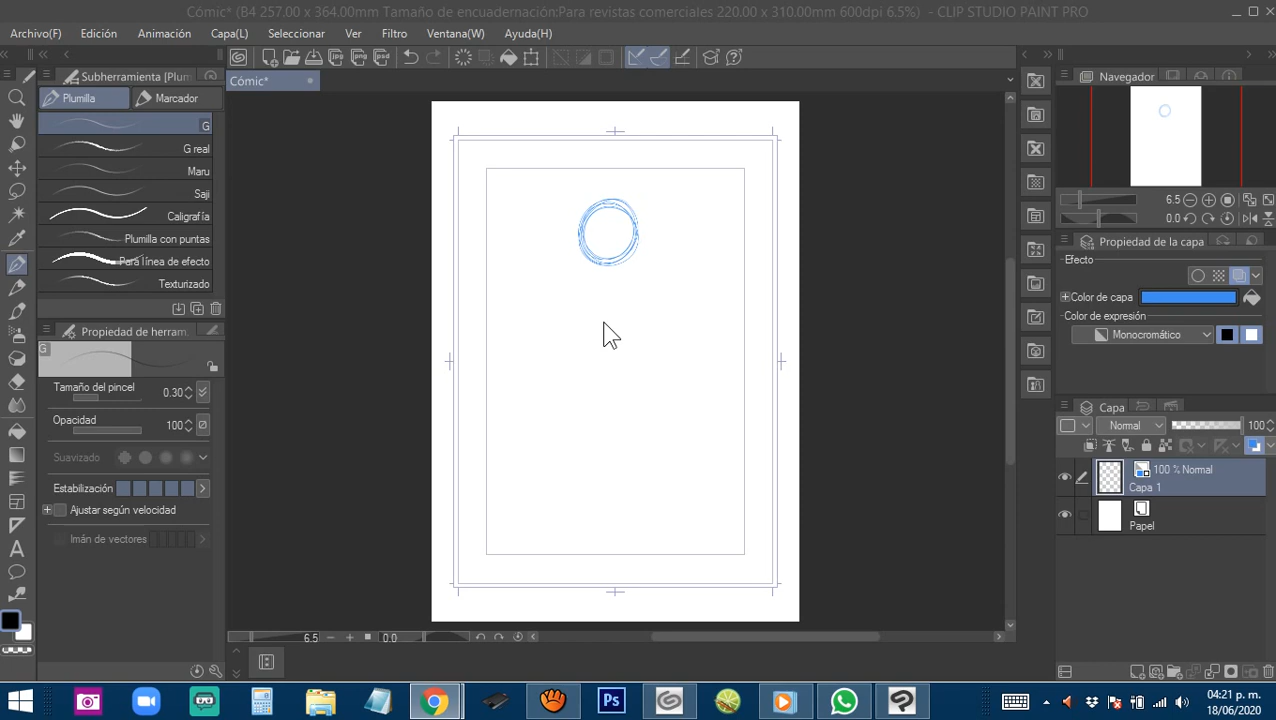 Cómic* (B4 257.00 x 364.00mm Tamaño de encuadernación:Para revistas comerciales 220.00 x 310.00mm 600dpi 6.5%) - CLIP STUDIO PAINT PRO
Archivo(F) Edición Animación Capa(L) Seleccionar Ver Filtro Ventana(W) Ayuda(H)
Subherramienta [Plum
Cómic*
Navegador
Plumilla Marcador
G
G real
Maru
Saji
Caligrafía
Plumilla con puntas
Para línea de efecto
Texturizado
6.5
0.0
Propiedad de la capa
Efecto
Color de capa
Color de expresión
Monocromático
Propiedad de herram.
G
Tamaño del pincel 0.30
Opacidad 100
Suavizado
Estabilización
Ajustar según velocidad
Imán de vectores
Capa
Normal 100
100 % Normal
Capa 1
Papel
6.5 0.0
Ps
04:21 p. m.
18/06/2020